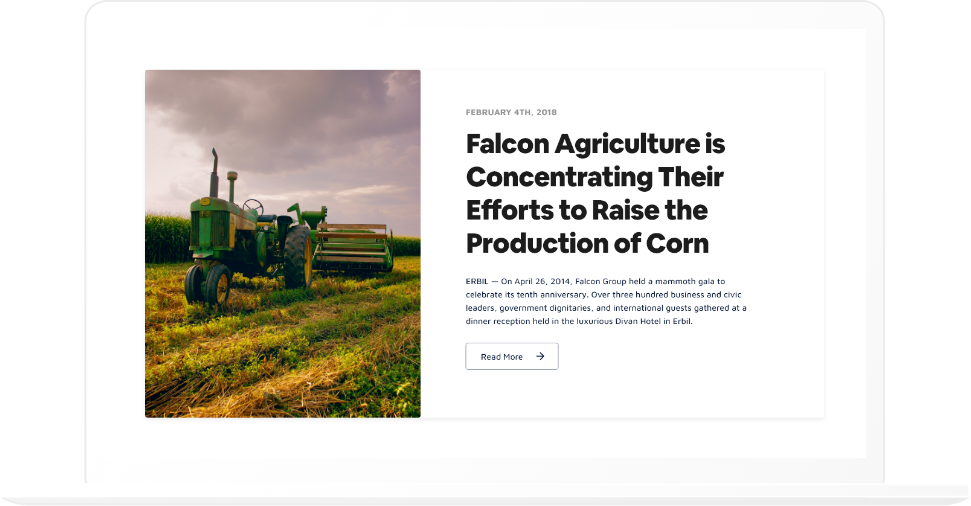 FEBRUARY 4TH, 2018
Falcon Agriculture is
Concentrating Their
Efforts to Raise the
Production of Corn
ERBIL — On April 26, 2014, Falcon Group held a mammoth gala to
celebrate its tenth anniversary. Over three hundred business and civic
leaders, government dignitaries, and international guests gathered at a
dinner reception held in the luxurious Divan Hotel in Erbil.
Read More